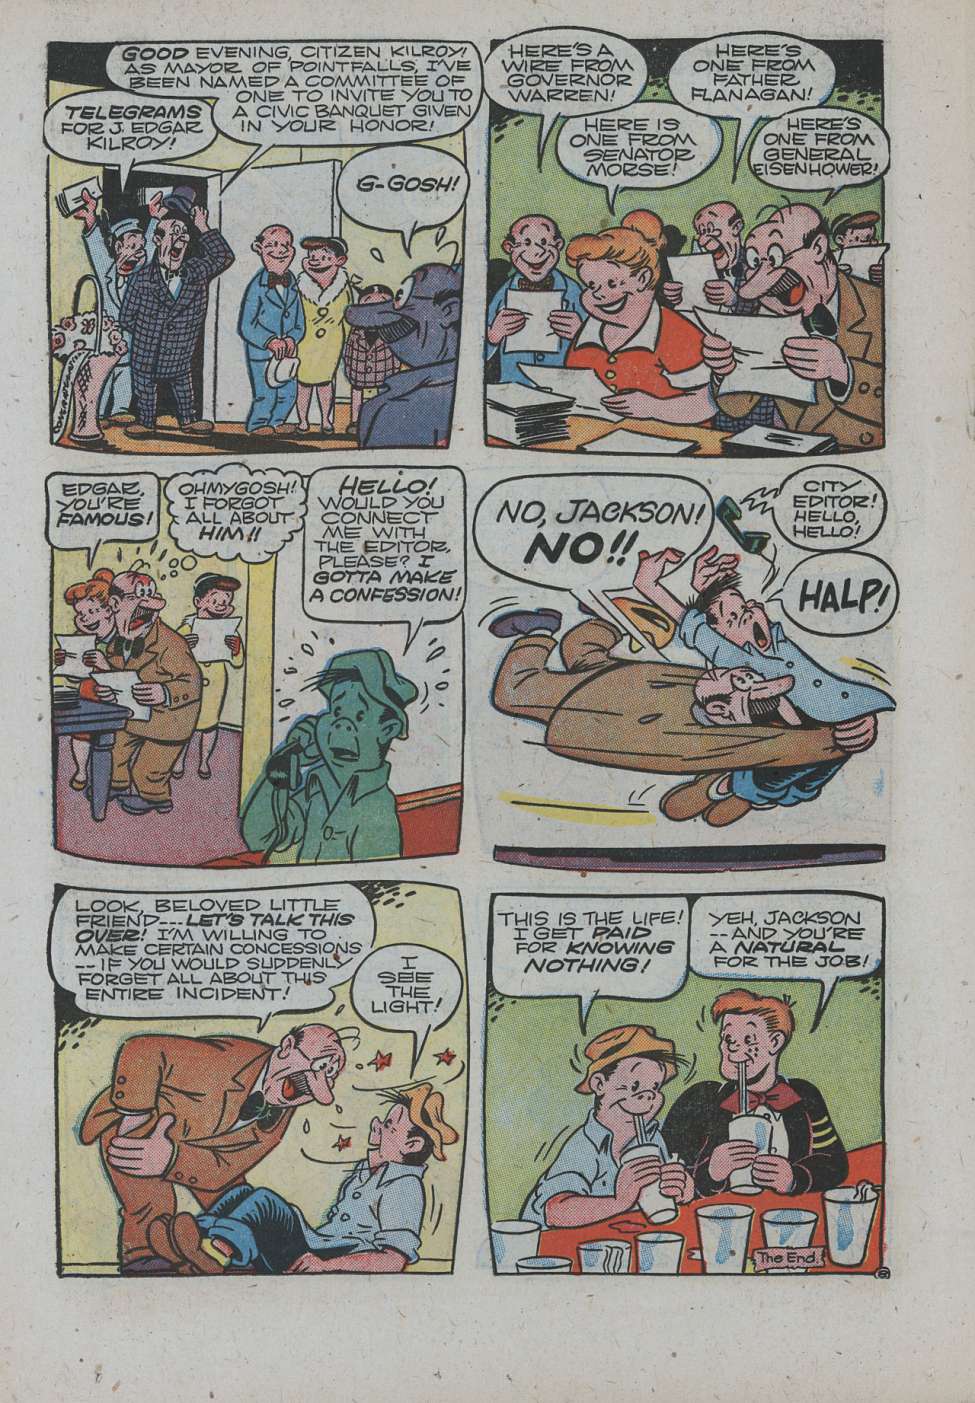 GOOD EVENING, CITIZEN KILROY!
AS MAYOR OF POINTFALLS, I'VE
BEEN NAMED A COMMITTEE OF
ONE TO INVITE YOU TO
A CIVIC BANQUET GIVEN
IN YOUR HONOR!
TELEGRAMS
FOR J. EDGAR
KILROY!
G-GOSH!
HERE'S A
WIRE FROM
GOVERNOR
WARREN!
HERE'S
ONE FROM
FATHER
FLANAGAN!
HERE IS
ONE FROM
SENATOR
MORSE!
HERE'S
ONE FROM
GENERAL
EISENHOWER!
EDGAR,
YOU'RE
FAMOUS!
OHMYGOSH!
I FORGOT
ALL ABOUT
HIM!!
HELLO!
WOULD YOU
CONNECT
ME WITH
THE EDITOR,
PLEASE? I
GOTTA MAKE
A CONFESSION!
NO, JACKSON!
NO!!
CITY
EDITOR!
HELLO,
HELLO!
HALP!
LOOK, BELOVED LITTLE
FRIEND--- LET'S TALK THIS
OVER! I'M WILLING TO
MAKE CERTAIN CONCESSIONS
--IF YOU WOULD SUDDENLY
FORGET ALL ABOUT THIS
ENTIRE INCIDENT!
I
SEE
THE
LIGHT!
THIS IS THE LIFE!
I GET PAID
FOR KNOWING
NOTHING!
YEH, JACKSON
--AND YOU'RE
A NATURAL
FOR THE JOB!
The End.